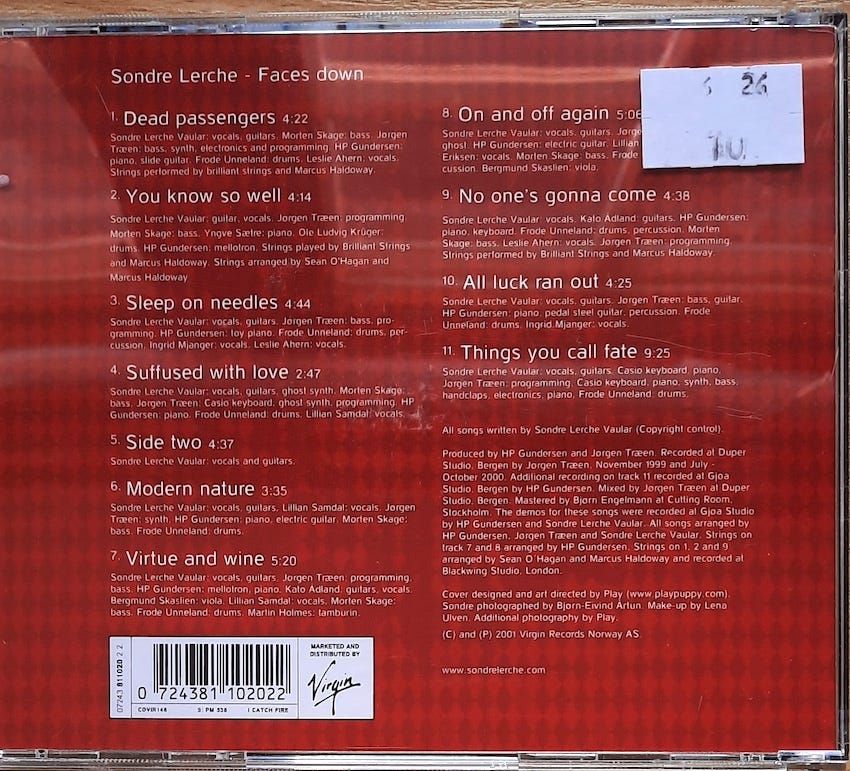 Sondre Lerche - Faces down
1. Dead passengers 4:22
Sondre Lerche Vaular: vocals, guitars. Morten Skage: bass. Jørgen
Træen: bass, synth, electronics and programming. HP Gundersen:
piano, slide guitar. Frode Unneland: drums. Leslie Ahern: vocals.
Strings performed by brilliant strings and Marcus Haldoway.
2. You know so well 4:14
Sondre Lerche Vaular: guitar, vocals. Jørgen Træen: programming.
Morten Skage: bass. Yngve Sætre: piano. Ole Ludvig Krüger:
drums. HP Gundersen: mellotron. Strings played by Brilliant Strings
and Marcus Haldoway. Strings arranged by Sean O'Hagan and
Marcus Haldoway
3. Sleep on needles 4:44
Sondre Lerche Vaular: vocals, guitars. Jørgen Træen: bass, pro-
gramming. HP Gundersen: toy piano. Frode Unneland: drums, per-
cussion. Ingrid Mjanger: vocals. Leslie Ahern: vocals.
4. Suffused with love 2:47
Sondre Lerche Vaular: vocals, guitars, ghost synth. Morten Skage:
bass. Jørgen Træen: Casio keyboard, ghost synth, programming. HP
Gundersen: piano. Frode Unneland: drums. Lillian Samdal: vocals.
5. Side two 4:37
Sondre Lerche Vaular: vocals and guitars.
6. Modern nature 3:35
Sondre Lerche Vaular: vocals, guitars. Lillian Samdal: vocals. Jørgen
Træen: synth. HP Gundersen: piano, electric guitar. Morten Skage:
bass. Frode Unneland: drums.
7. Virtue and wine 5:20
Sondre Lerche Vaular: vocals, guitars. Jørgen Træen: programming,
bass. HP Gundersen: mellotron, piano. Kato Ådland: guitars, vocals.
Bergmund Skaslien: viola. Lillian Samdal: vocals. Morten Skage:
bass. Frode Unneland: drums. Martin Holmes: tamburin.
8. On and off again 5:06
Sondre Lerche Vaular: vocals, guitars.
ghost. HP Gundersen: electric guitar. Lillian
Eriksen: vocals. Morten Skage: bass. Frode
cussion. Bergmund Skaslien: viola.
9. No one's gonna come 4:38
Sondre Lerche Vaular: vocals. Kato Ådland: guitars. HP Gundersen:
piano, keyboard. Frode Unneland: drums, percussion. Morten
Skage: bass. Leslie Ahern: vocals. Jørgen Træen: programming.
Strings performed by Brilliant Strings and Marcus Haldoway.
10. All luck ran out 4:25
Sondre Lerche Vaular: vocals, guitars. Jørgen Træen: bass, guitar.
HP Gundersen: piano, pedal steel guitar, percussion. Frode
Unneland: drums. Ingrid Mjanger: vocals.
11. Things you call fate 9:25
Sondre Lerche Vaular: vocals, guitars, Casio keyboard, piano.
Jørgen Træen: programming, Casio keyboard, piano, synth, bass,
handclaps, electronics, piano. Frode Unneland: drums.
All songs written by Sondre Lerche Vaular (Copyright control).
Produced by HP Gundersen and Jørgen Træen. Recorded at Duper
Studio, Bergen by Jørgen Træen, November 1999 and July -
October 2000. Additional recording on track 11 recorded at Gjøa
Studio, Bergen by HP Gundersen. Mixed by Jørgen Træen at Duper
Studio, Bergen. Mastered by Bjørn Engelmann at Cutting Room,
Stockholm. The demos for these songs were recorded at Gjøa Studio
by HP Gundersen and Sondre Lerche Vaular. All songs arranged by
HP Gundersen, Jørgen Træen and Sondre Lerche Vaular. Strings on
track 7 and 8 arranged by HP Gundersen. Strings on 1, 2 and 9
arranged by Sean O'Hagan and Marcus Haldoway and recorded at
Blackwing Studio, London.
Cover designed and art directed by Play (www.playpuppy.com).
Sondre photographed by Bjørn-Eivind Årtun. Make-up by Lena
Ulven. Additional photography by Play.
(C) and (P) 2001 Virgin Records Norway AS.
www.sondrelerche.com
07243 811020 2 2
0 724381 102022
CDVIR148 S| PM 538 I CATCH FIRE
MARKETED AND
DISTRIBUTED BY
Virgin
26